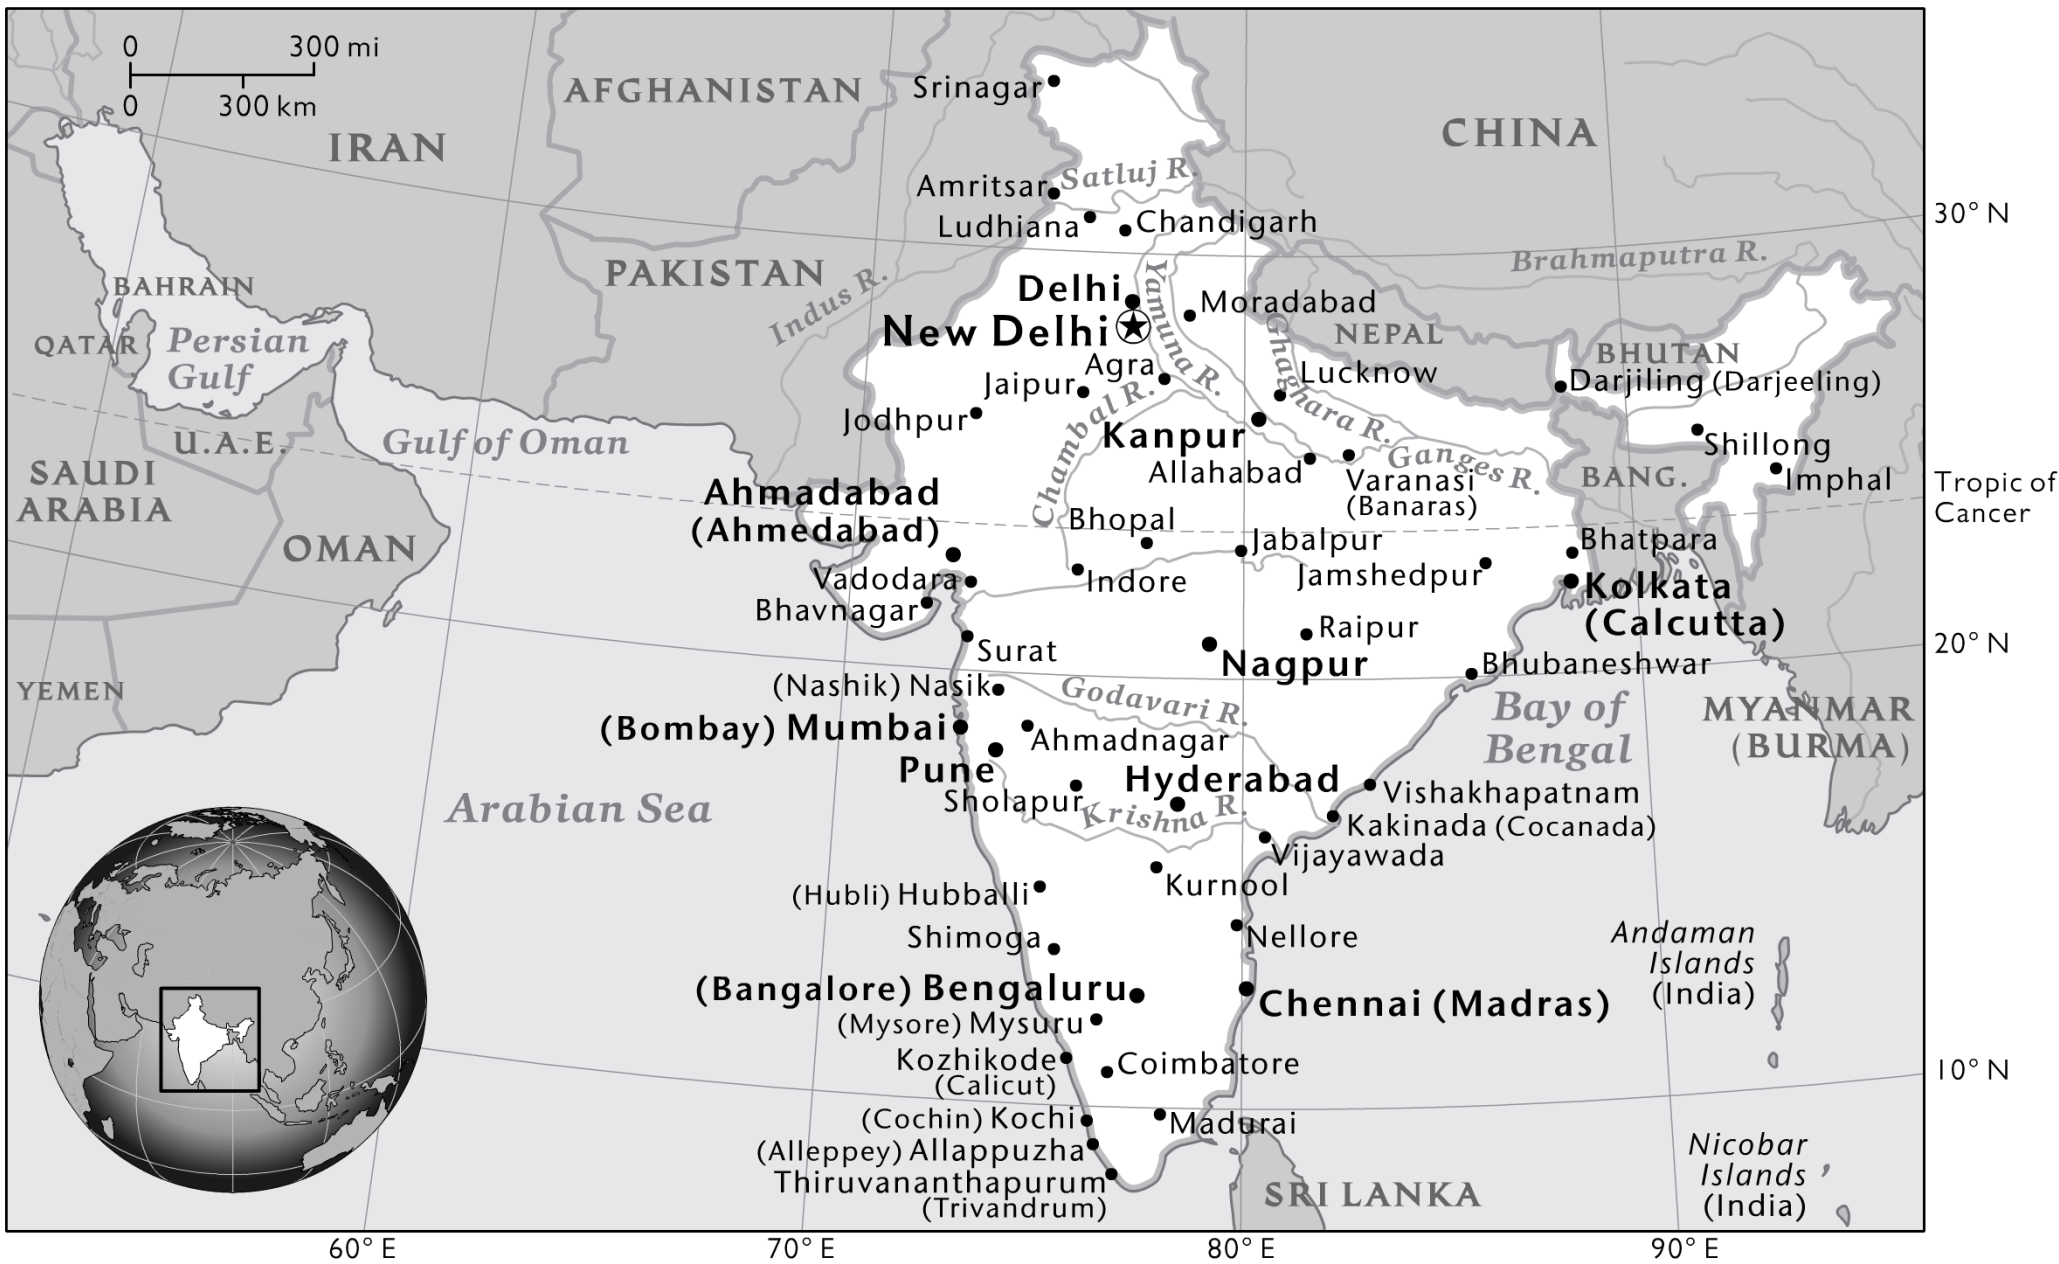 0 300 mi
0 300 km
AFGHANISTAN
IRAN
CHINA
PAKISTAN
BAHRAIN
QATAR
Persian
Gulf
U.A.E.
SAUDI
ARABIA
Gulf of Oman
OMAN
YEMEN
Arabian Sea
NEPAL
BHUTAN
BANG.
MYANMAR
(BURMA)
Bay of
Bengal
SRI LANKA
Andaman
Islands
(India)
Nicobar
Islands
(India)
Indus R.
Satluj R.
Yamuna R.
Ghaghara R.
Chambal R.
Ganges R.
Brahmaputra R.
Godavari R.
Krishna R.
Srinagar
Amritsar
Ludhiana
Chandigarh
Delhi
New Delhi
Moradabad
Agra
Jaipur
Jodhpur
Lucknow
Kanpur
Allahabad
Varanasi
(Banaras)
Darjiling (Darjeeling)
Shillong
Imphal
Ahmadabad
(Ahmedabad)
Vadodara
Bhavnagar
Bhopal
Indore
Jabalpur
Jamshedpur
Bhatpara
Kolkata
(Calcutta)
Surat
Raipur
Nagpur
Bhubaneshwar
(Nashik) Nasik
(Bombay) Mumbai
Ahmadnagar
Pune
Sholapur
Hyderabad
Vishakhapatnam
Kakinada (Cocanada)
Vijayawada
Kurnool
(Hubli) Hubballi
Shimoga
Nellore
(Bangalore) Bengaluru
Chennai (Madras)
(Mysore) Mysuru
Kozhikode
(Calicut)
Coimbatore
(Cochin) Kochi
Madurai
(Alleppey) Allappuzha
Thiruvananthapurum
(Trivandrum)
30° N
Tropic of
Cancer
20° N
10° N
60° E
70° E
80° E
90° E